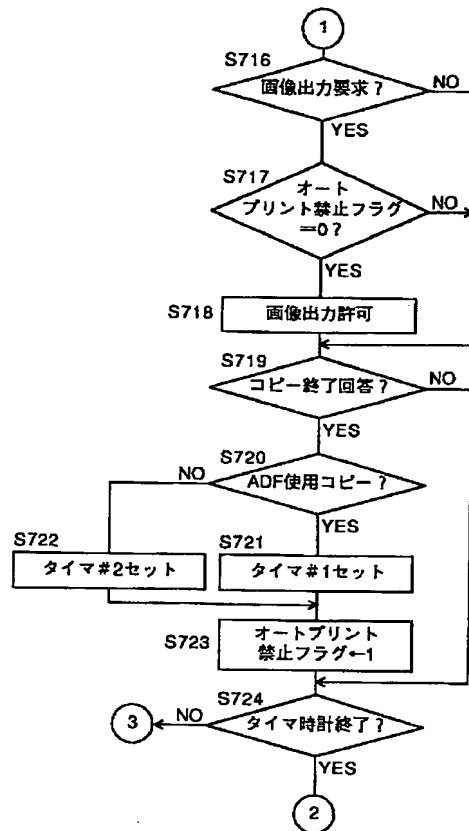 1
S716
画像出力要求?
NO
YES
S717
オート
プリント禁止フラグ
=0?
NO
YES
S718
画像出力許可
S719
コピー終了回答?
NO
YES
S720
NO
ADF使用コピー?
YES
S722
タイマ#2セット
S721
タイマ#1セット
S723
オートプリント
禁止フラグ←1
S724
3
NO
タイマ時計終了?
YES
2